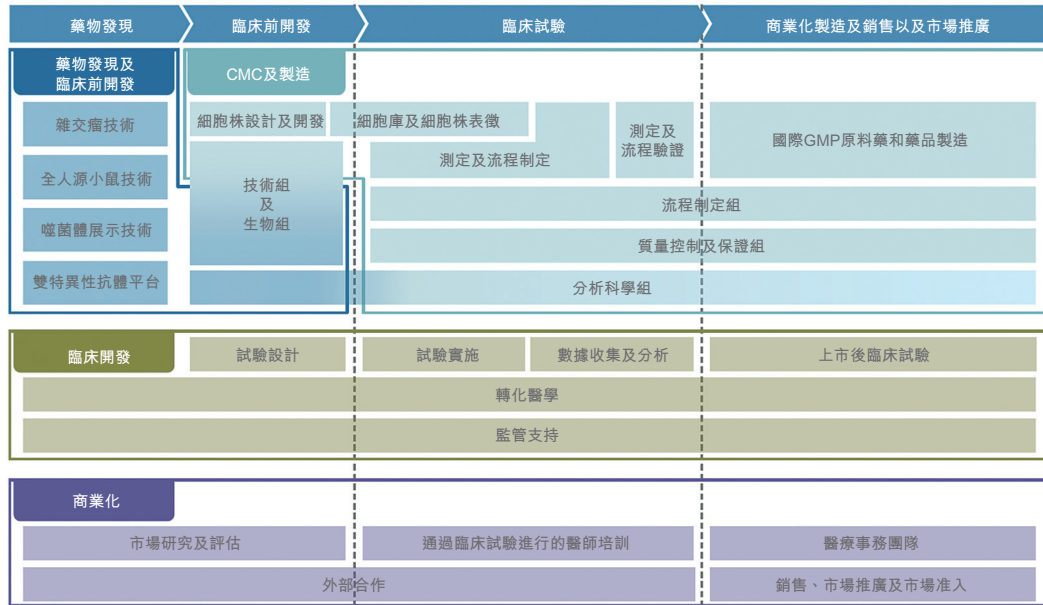 藥物發現
臨床前開發
臨床試驗
商業化製造及銷售以及市場推廣
藥物發現及
臨床前開發
CMC及製造
雜交瘤技術
細胞株設計及開發
細胞庫及細胞株表徵
測定及
流程驗證
國際GMP原料藥和藥品製造
測定及流程制定
全人源小鼠技術
技術組
及
生物組
流程制定組
噬菌體展示技術
質量控制及保證組
雙特異性抗體平台
分析科學組
臨床開發
試驗設計
試驗實施
數據收集及分析
上市後臨床試驗
轉化醫學
監管支持
商業化
市場研究及評估
通過臨床試驗進行的醫師培訓
醫療事務團隊
外部合作
銷售、市場推廣及市場准入